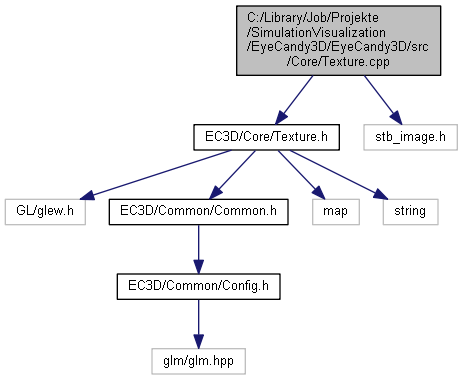 C:/Library/Job/Projekte
/SimulationVisualization
/EyeCandy3D/EyeCandy3D/src
/Core/Texture.cpp
EC3D/Core/Texture.h
stb_image.h
GL/glew.h
EC3D/Common/Common.h
map
string
EC3D/Common/Config.h
glm/glm.hpp